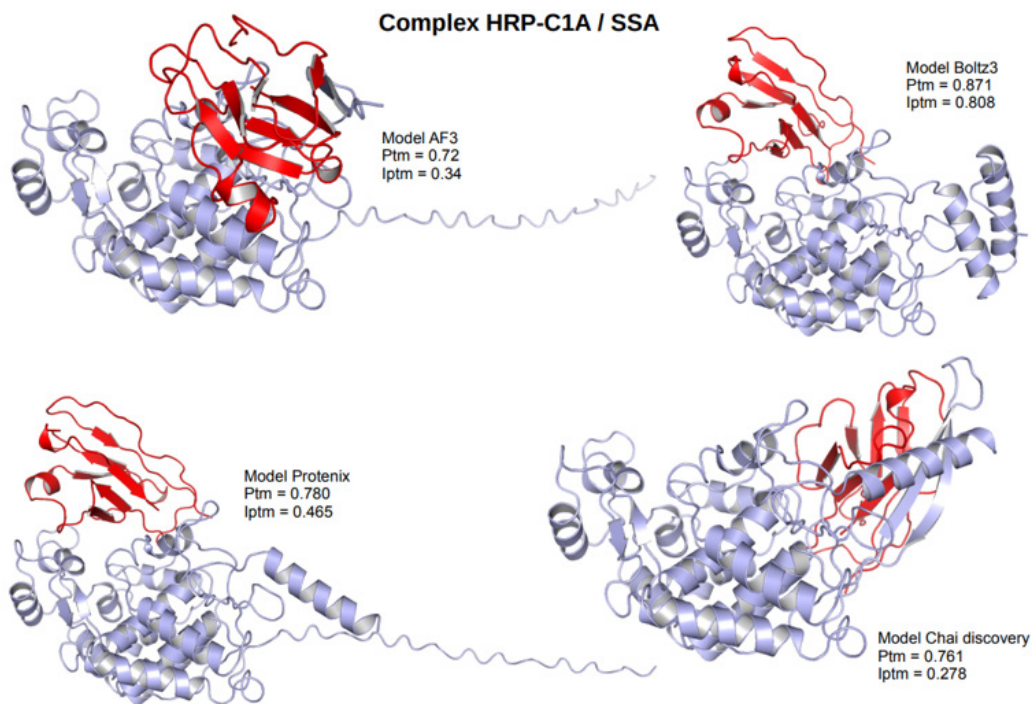 Complex HRP-C1A / SSA
Model AF3
Ptm = 0.72
Iptm = 0.34
Model Boltz3
Ptm = 0.871
Iptm = 0.808
Model Protenix
Ptm = 0.780
Iptm = 0.465
Model Chai discovery
Ptm = 0.761
Iptm = 0.278